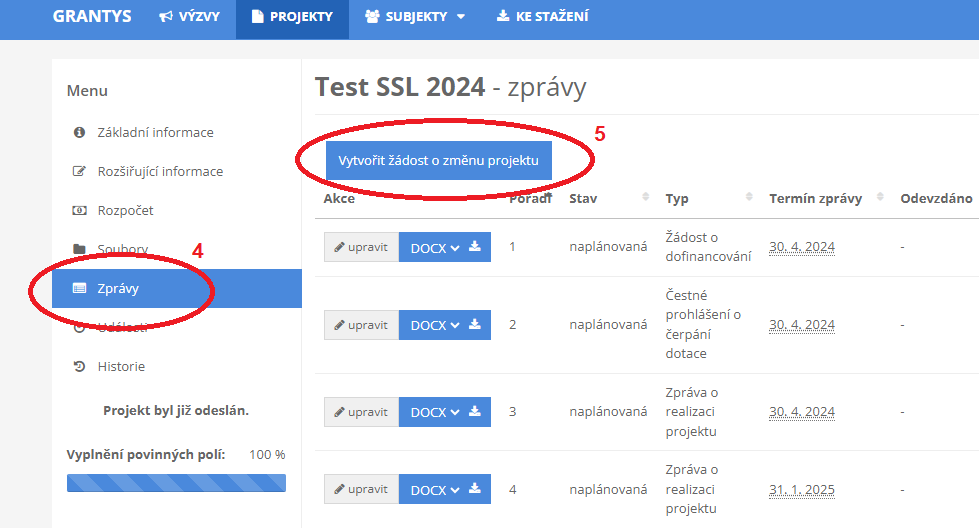 GRANTYS VÝZVY PROJEKTY SUBJEKTY KE STAŽENÍ
Menu
Základní informace
Rozšiřující informace
Rozpočet
Soubory
4
Zprávy
Události
Historie
Projekt byl již odeslán.
Vyplnění povinných polí: 100 %
Test SSL 2024 - zprávy
5
Vytvořit žádost o změnu projektu
Akce Pořadí Stav Typ Termín zprávy Odevzdáno
upravit DOCX 1 naplánovaná Žádost o 30. 4. 2024 -
dofinancování
Čestné
upravit DOCX 2 naplánovaná prohlášení o 30. 4. 2024 -
čerpání
dotace
Zpráva o
upravit DOCX 3 naplánovaná realizaci 30. 4. 2024 -
projektu
Zpráva o
upravit DOCX 4 naplánovaná realizaci 31. 1. 2025 -
projektu